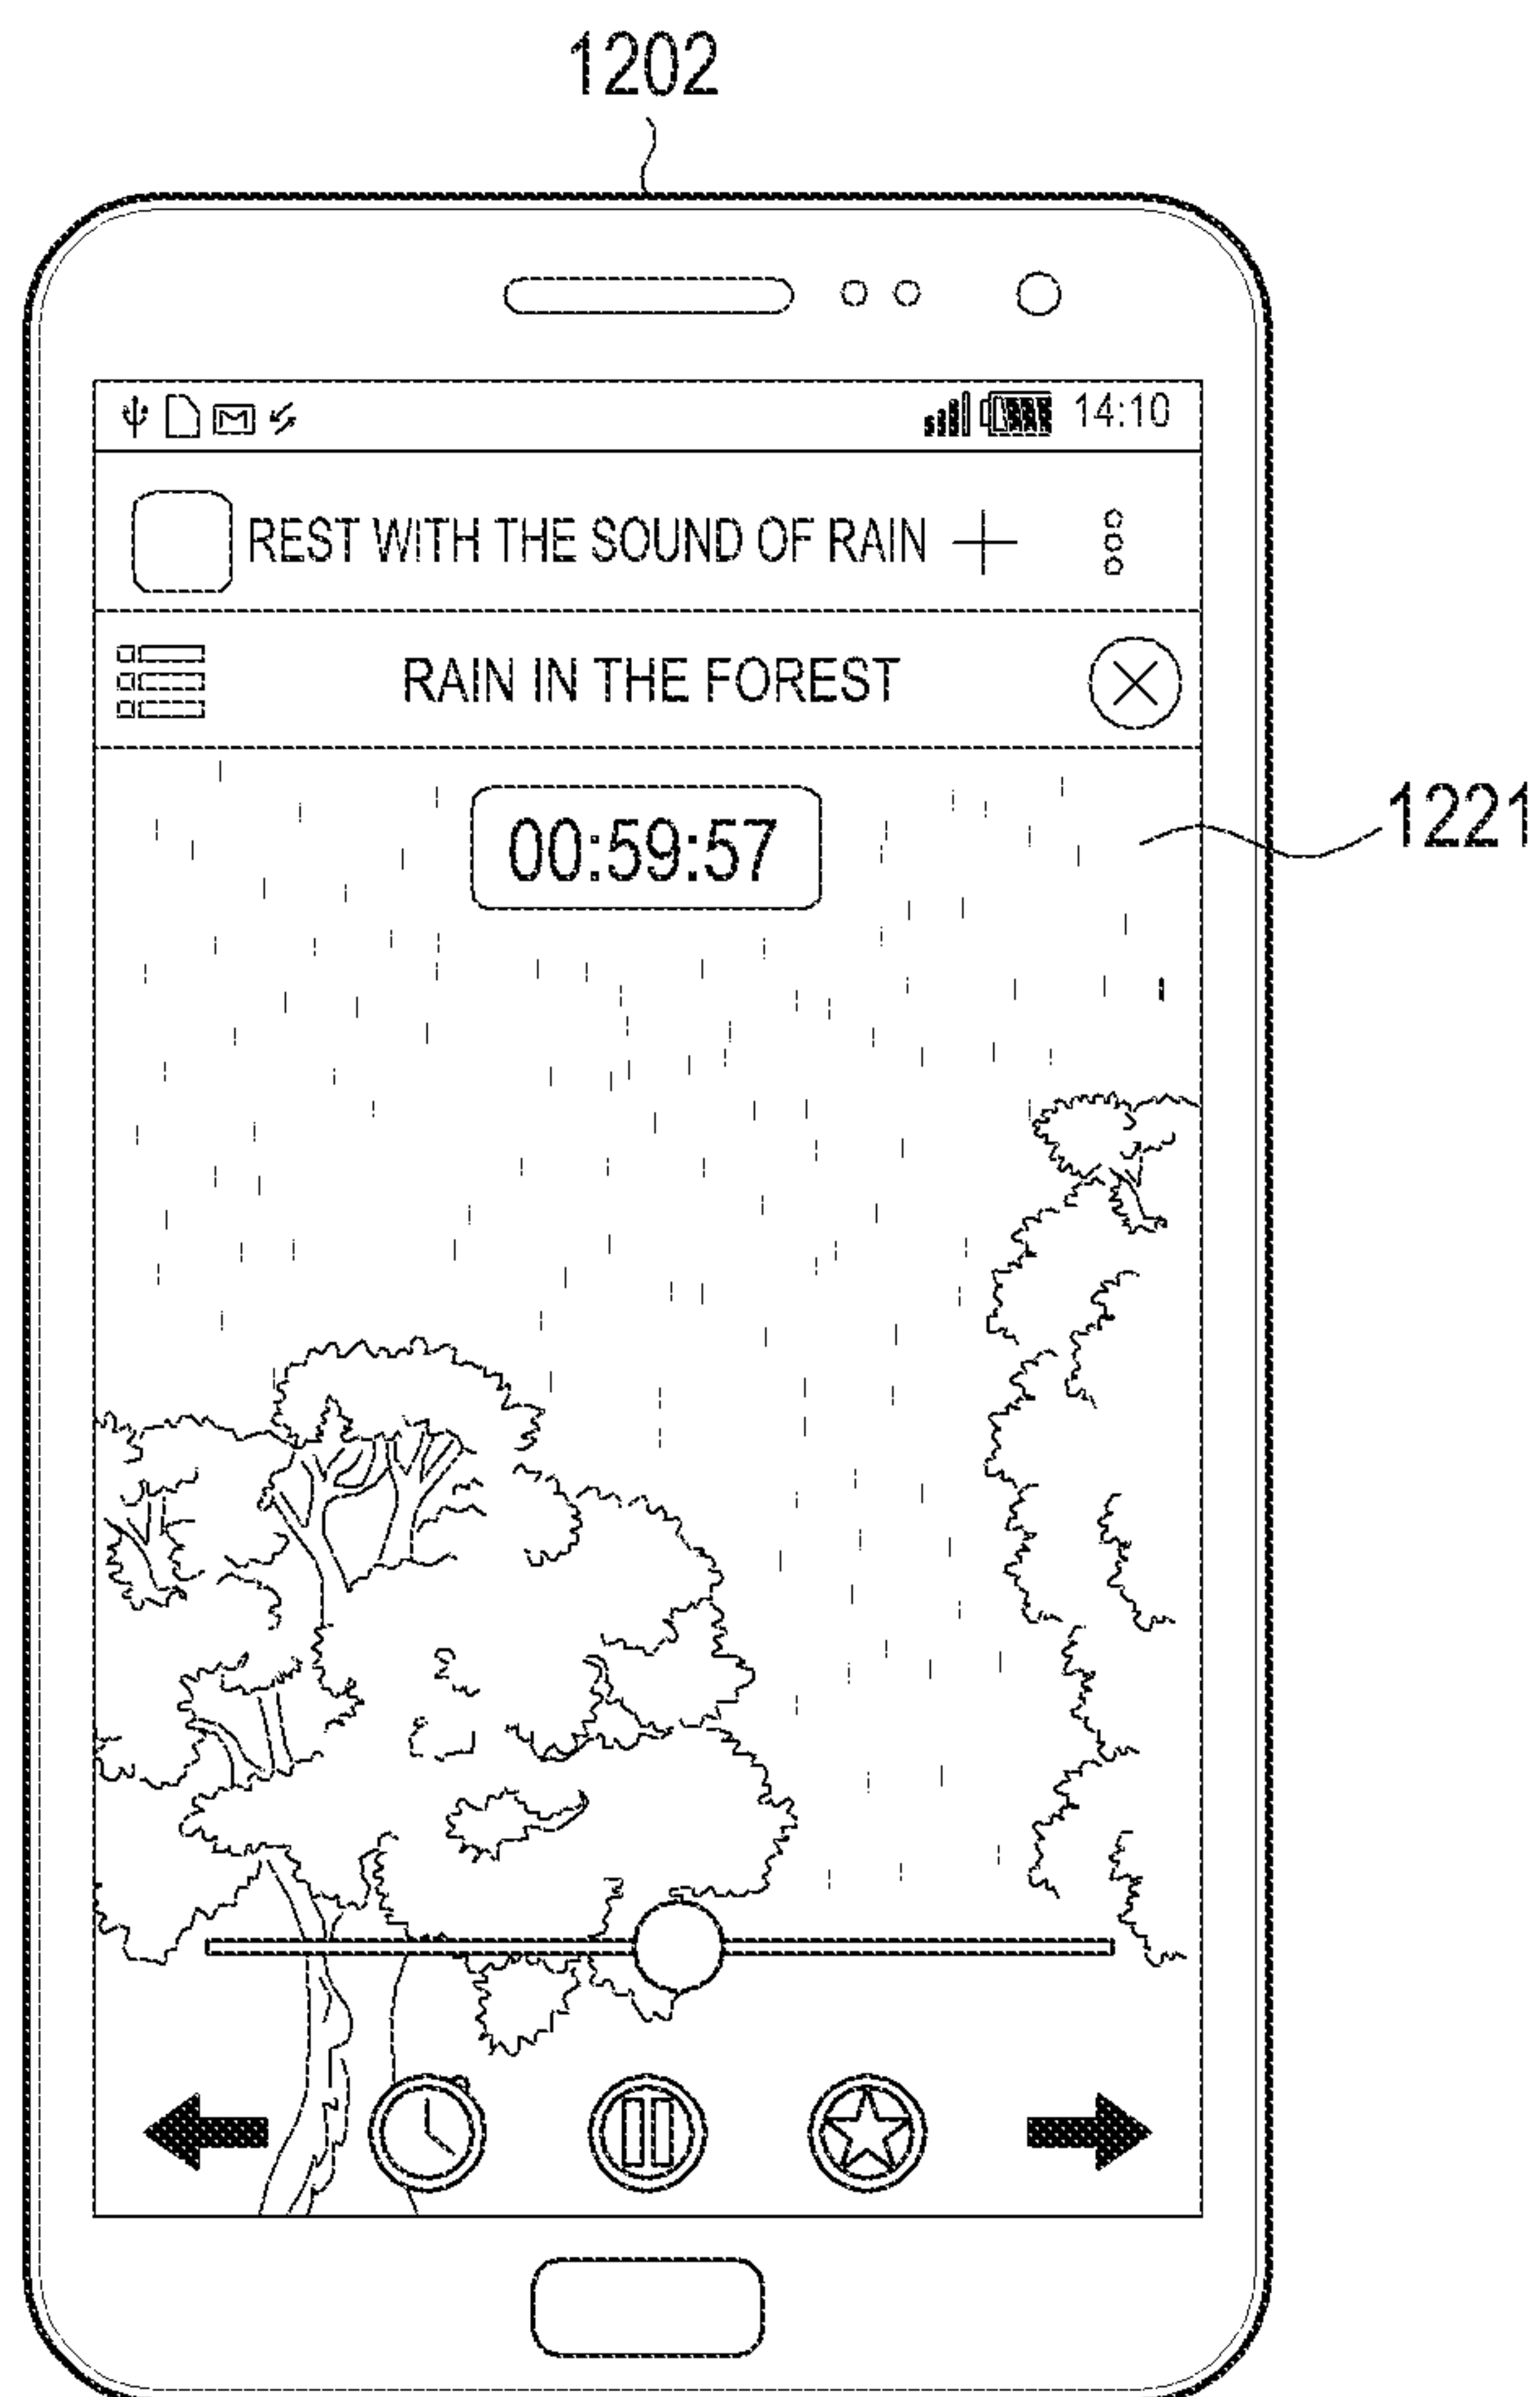 1202
14:10
REST WITH THE SOUND OF RAIN
RAIN IN THE FOREST
00:59:57
1221